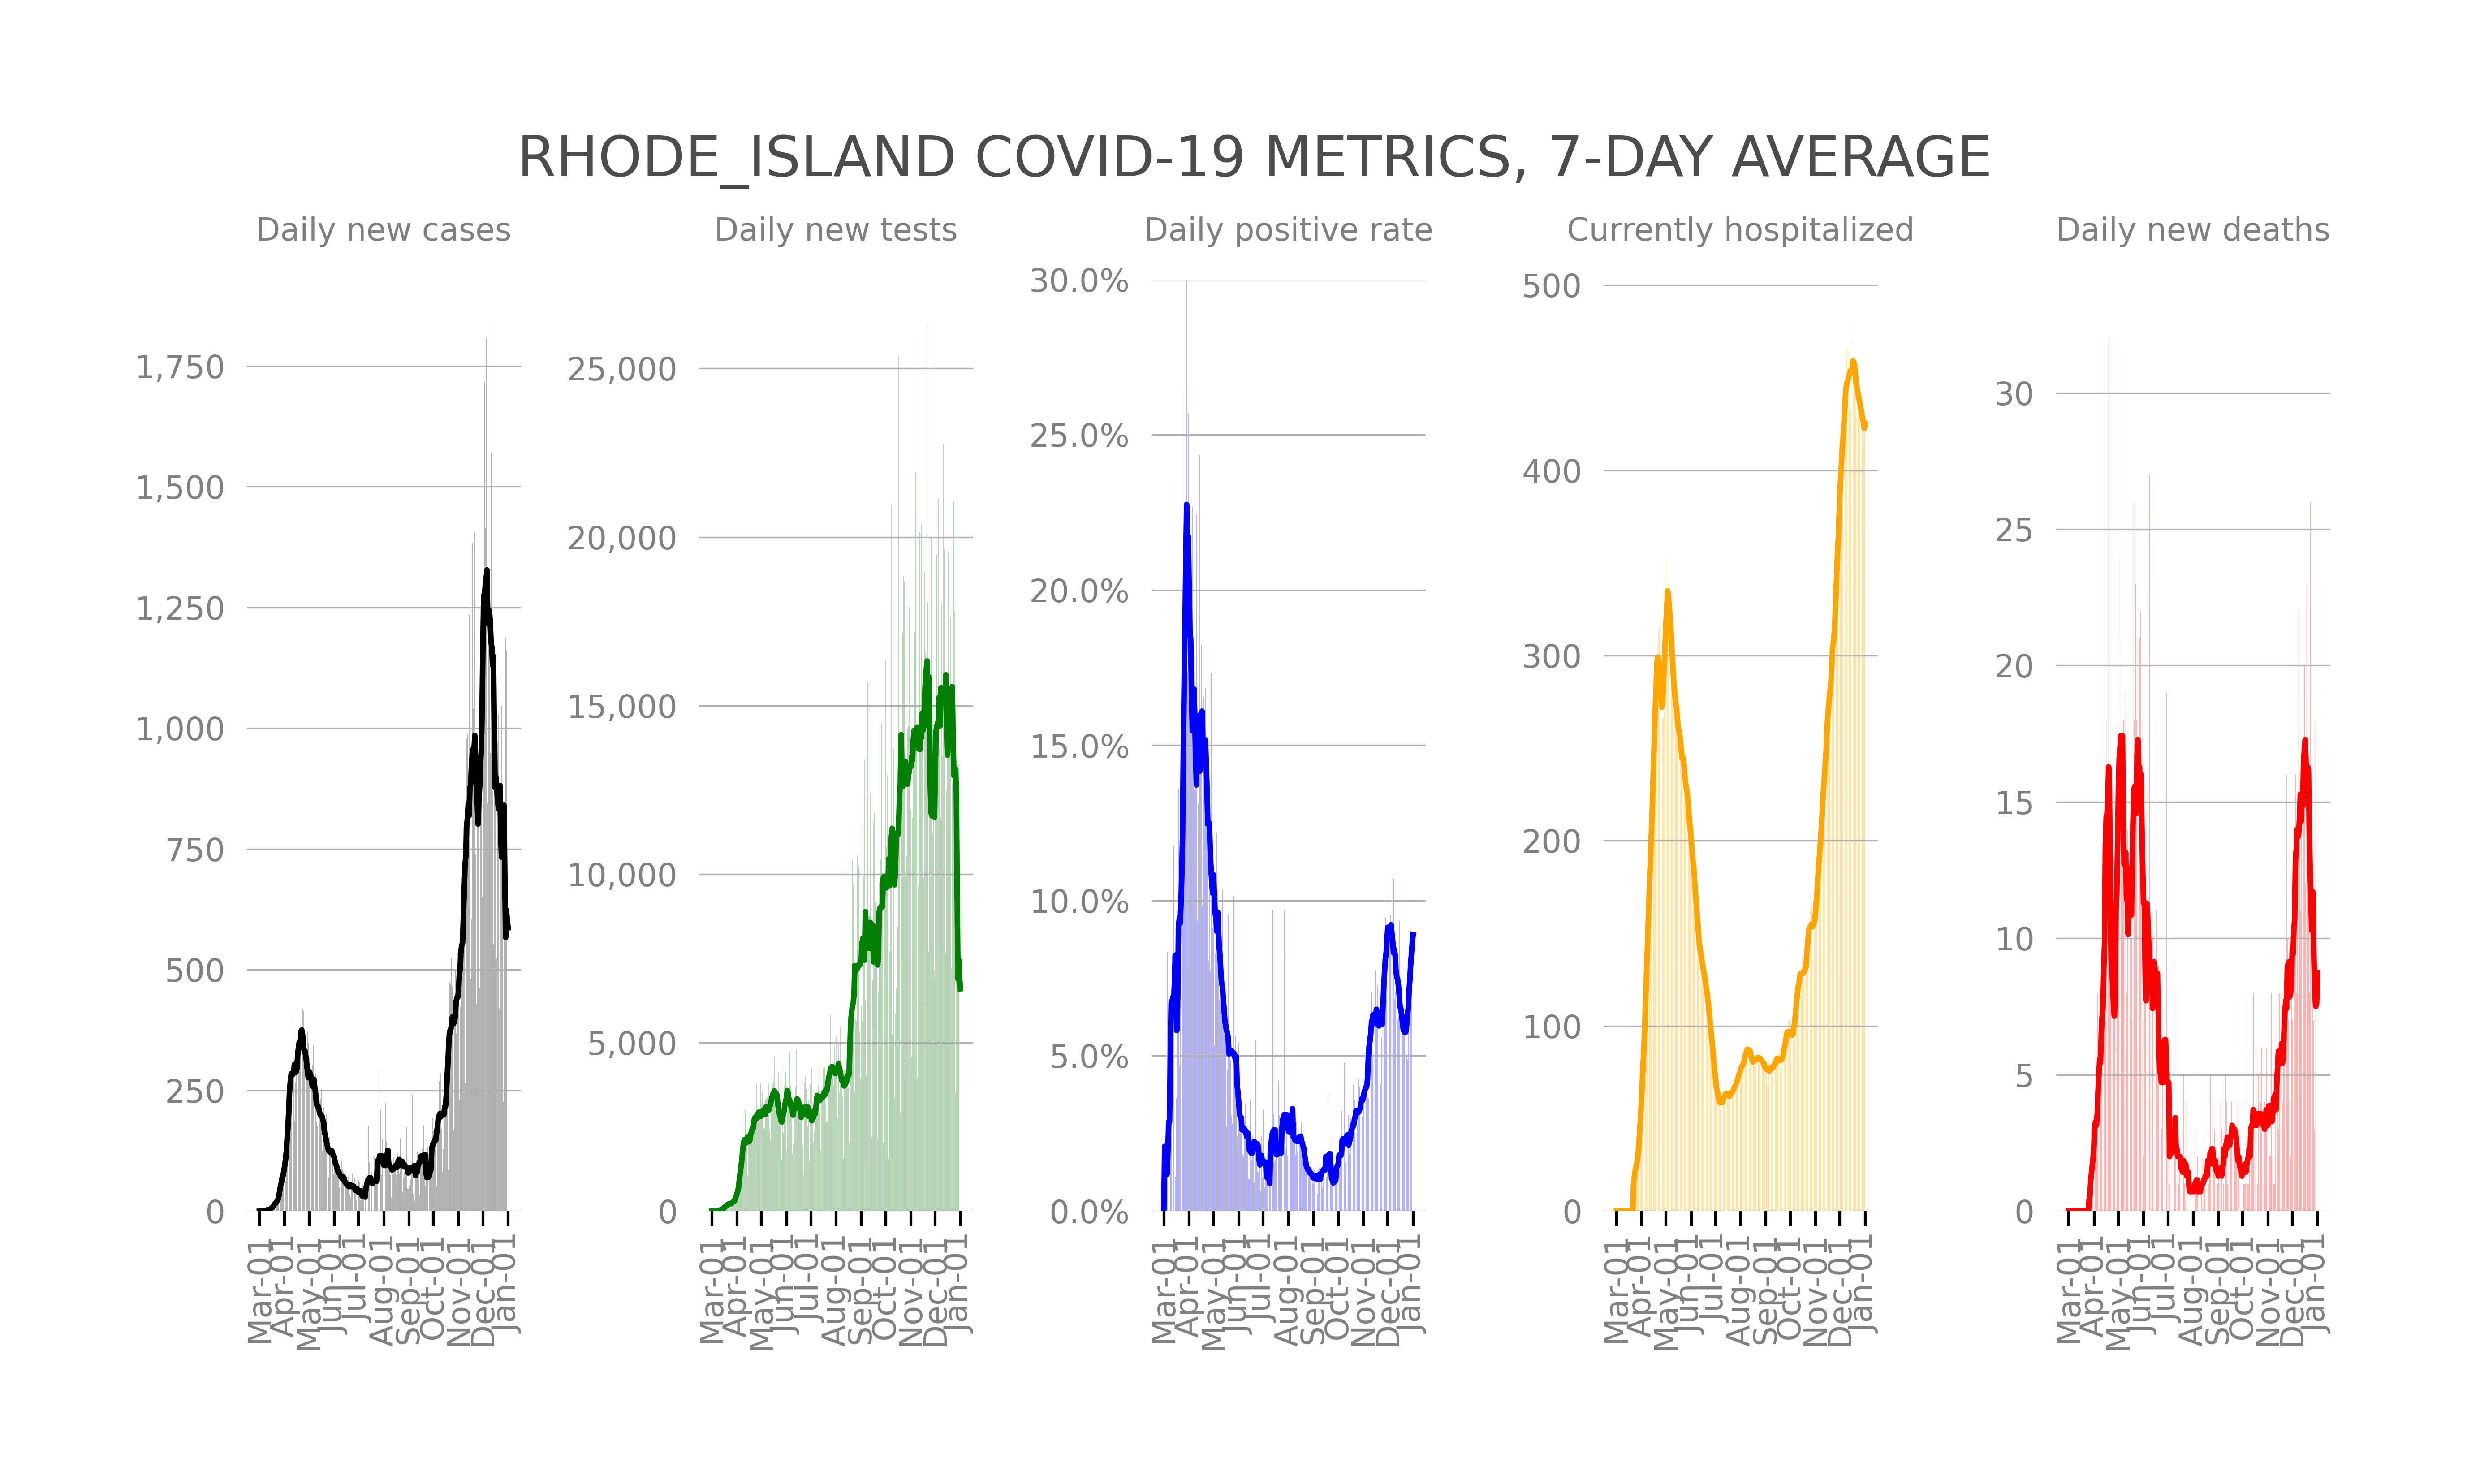 RHODE_ISLAND COVID-19 METRICS, 7-DAY AVERAGE
Daily new cases
1,750
1,500
1,250
1,000
750
500
250
0
Mar-01
Apr-01
May-01
Jun-01
Jul-01
Aug-01
Sep-01
Oct-01
Nov-01
Dec-01
Jan-01
Daily new tests
25,000
20,000
15,000
10,000
5,000
0
Mar-01
Apr-01
May-01
Jun-01
Jul-01
Aug-01
Sep-01
Oct-01
Nov-01
Dec-01
Jan-01
Daily positive rate
30.0%
25.0%
20.0%
15.0%
10.0%
5.0%
0.0%
Mar-01
Apr-01
May-01
Jun-01
Jul-01
Aug-01
Sep-01
Oct-01
Nov-01
Dec-01
Jan-01
Currently hospitalized
500
400
300
200
100
0
Mar-01
Apr-01
May-01
Jun-01
Jul-01
Aug-01
Sep-01
Oct-01
Nov-01
Dec-01
Jan-01
Daily new deaths
30
25
20
15
10
5
0
Mar-01
Apr-01
May-01
Jun-01
Jul-01
Aug-01
Sep-01
Oct-01
Nov-01
Dec-01
Jan-01